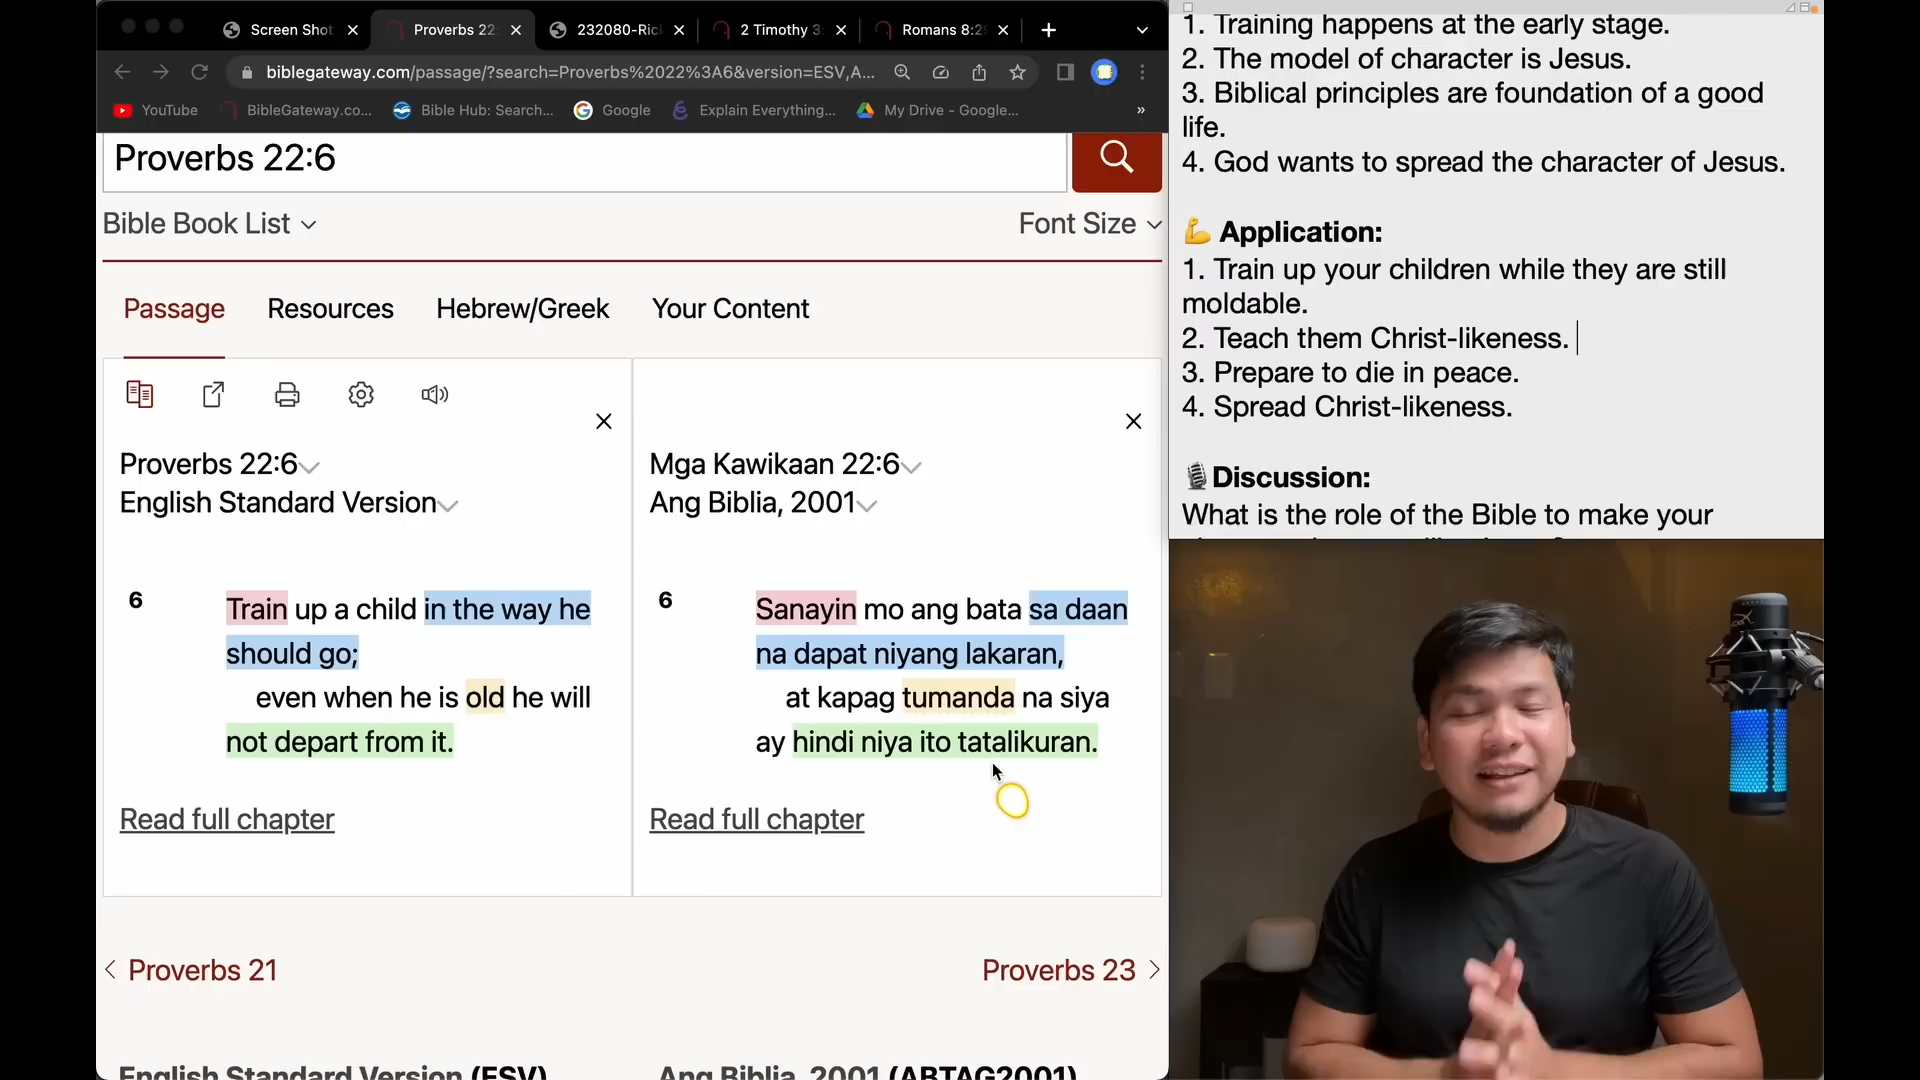 Screen Shot
Proverbs 22:
232080-Ric
2 Timothy 3:
Romans 8:2
biblegateway.com/passage/?search=Proverbs%2022%3A6&version=ESV,A...
YouTube
BibleGateway.co...
Bible Hub: Search...
Google
Explain Everything...
My Drive - Google...
»
Proverbs 22:6
Bible Book List
Font Size
Passage
Resources
Hebrew/Greek
Your Content
Proverbs 22:6
English Standard Version
6
Train up a child in the way he
should go;
even when he is old he will
not depart from it.
Read full chapter
Mga Kawikaan 22:6
Ang Biblia, 2001
6
Sanayin mo ang bata sa daan
na dapat niyang lakaran,
at kapag tumanda na siya
ay hindi niya ito tatalikuran.
Read full chapter
Proverbs 21
Proverbs 23
English Standard Version (ESV)
Ang Biblia, 2001 (ABTAG2001)
1. Training happens at the early stage.
2. The model of character is Jesus.
3. Biblical principles are foundation of a good
life.
4. God wants to spread the character of Jesus.
💪 Application:
1. Train up your children while they are still
moldable.
2. Teach them Christ-likeness.
3. Prepare to die in peace.
4. Spread Christ-likeness.
🎙Discussion:
What is the role of the Bible to make your